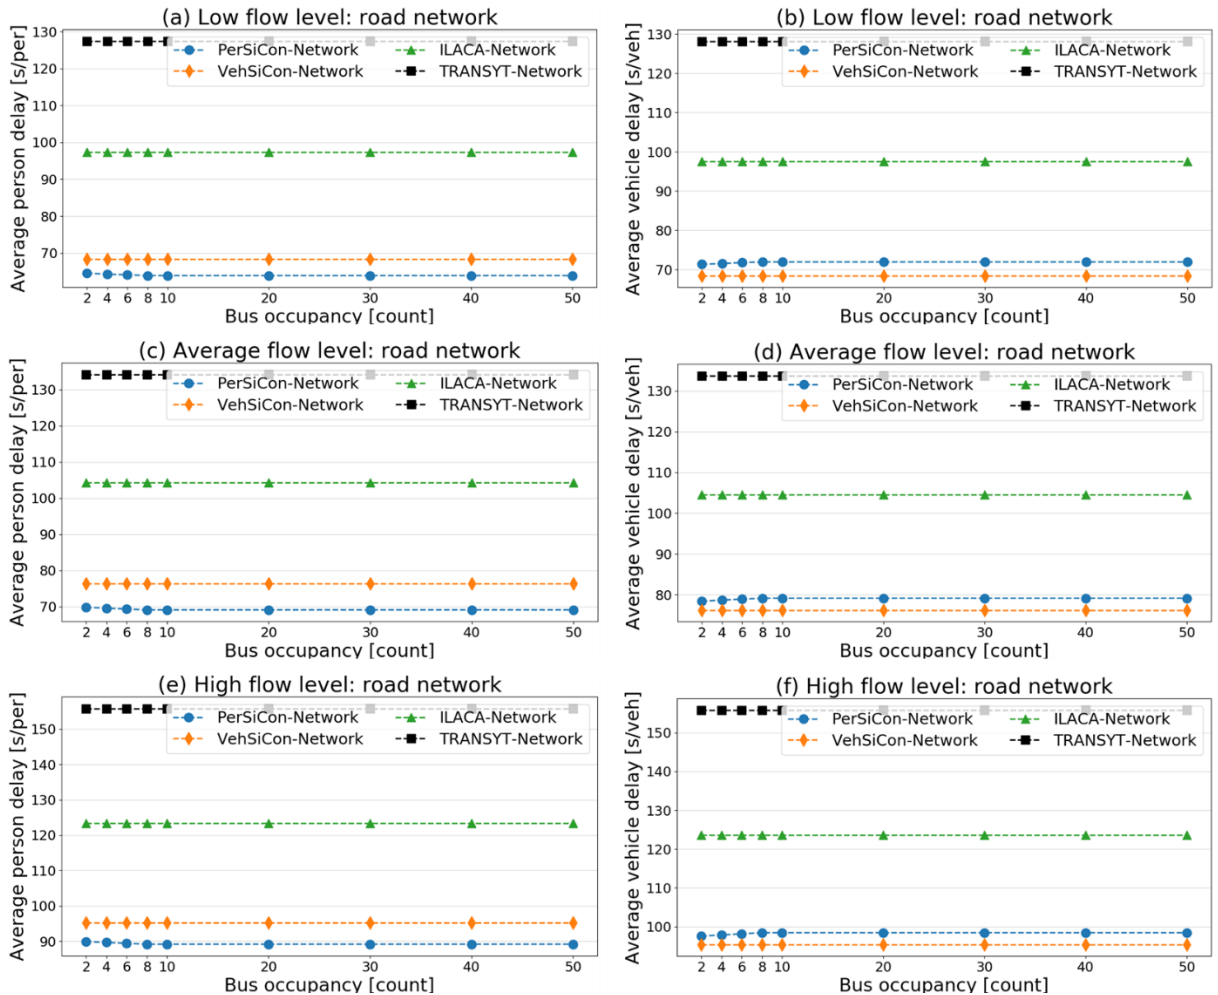 (a) Low flow level: road network
Average person delay [s/per]
130
120
110
100
90
80
70
PerSiCon-Network
ILACA-Network
VehSiCon-Network
TRANSYT-Network
2 4 6 8 10 20 30 40 50
Bus occupancy [count]
(b) Low flow level: road network
Average vehicle delay [s/veh]
130
120
110
100
90
80
70
PerSiCon-Network
ILACA-Network
VehSiCon-Network
TRANSYT-Network
2 4 6 8 10 20 30 40 50
Bus occupancy [count]
(c) Average flow level: road network
Average person delay [s/per]
130
120
110
100
90
80
70
PerSiCon-Network
ILACA-Network
VehSiCon-Network
TRANSYT-Network
2 4 6 8 10 20 30 40 50
Bus occupancy [count]
(d) Average flow level: road network
Average vehicle delay [s/veh]
130
120
110
100
90
80
PerSiCon-Network
ILACA-Network
VehSiCon-Network
TRANSYT-Network
2 4 6 8 10 20 30 40 50
Bus occupancy [count]
(e) High flow level: road network
Average person delay [s/per]
150
140
130
120
110
100
90
PerSiCon-Network
ILACA-Network
VehSiCon-Network
TRANSYT-Network
2 4 6 8 10 20 30 40 50
Bus occupancy [count]
(f) High flow level: road network
Average vehicle delay [s/veh]
150
140
130
120
110
100
PerSiCon-Network
ILACA-Network
VehSiCon-Network
TRANSYT-Network
2 4 6 8 10 20 30 40 50
Bus occupancy [count]